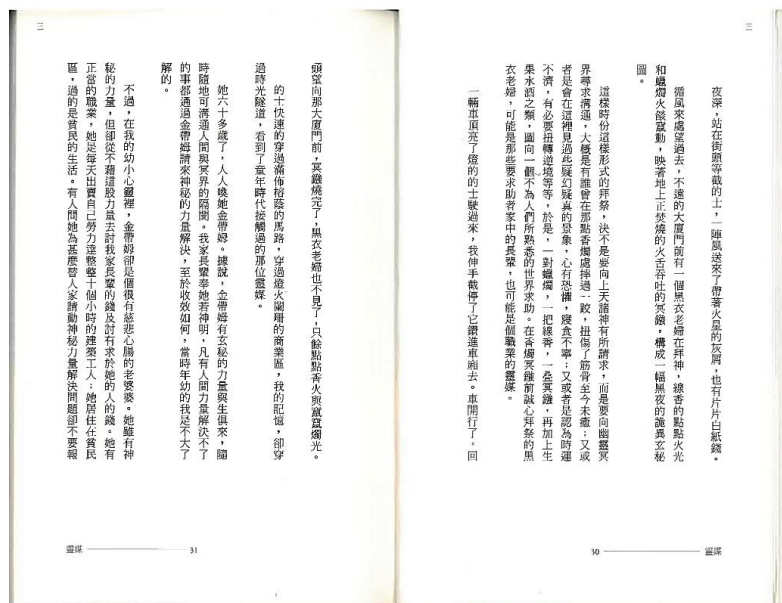 三
夜深，站在街頭等截的士，一陣風送來了帶著火星的灰屑，也有片片白紙錢。
循風來處望過去，不遠的大廈門前有一個黑衣老婦在拜神，線香的點點火光
和蠟燭火燄竄動，映著地上正焚燒的火舌吞吐的冥鏹，構成一幅黑夜的詭異玄秘
圖。
這樣時份這樣形式的拜祭，決不是要向上天諸神有所請求，而是要向幽靈冥
界尋求溝通，大概是有誰曾在那點香燭處摔過一跤，扭傷了筋骨至今未癒；又或
者是會在這裡見過些疑幻疑真的景象，心有恐懼，寢食不寧；又或者是認為時運
不濟，有必要扭轉逆境等等，於是，一對蠟燭，一把線香，一叠冥鏹，再加上生
果水酒之類，圖向一個不為人們所熟悉的世界求助。在香燭冥鏹前誠心拜祭的黑
衣老婦，可能是那些要求助者家中的長輩，也可能是個職業的靈媒。
一輛車頂亮了燈的的士駛過來，我伸手截停了它鑽進車廂去。車開行了，回
30
靈媒
三
頭望向那大廈門前，冥鏹燒完了，黑衣老婦也不見了，只餘點點香火與竄竄燭光。
的士快速的穿過滿佈榕蔭的馬路，穿過燈火闌珊的商業區，我的記憶，卻穿
過時光隧道，看到了童年時代接觸過的那位靈媒。
她六十多歲了，人人喚她金帶姆。據說，金帶姆有玄秘的力量與生俱來，隨
時隨地可溝通人間與冥界的隔閡。我家長輩奉她若神明，凡有人間力量解決不了
的事都通過金帶姆請來神秘的力量解決，至於收效如何，當時年幼的我是不大了
解的。
不過，在我的幼小心靈裡，金帶姆卻是個很有慈悲心腸的老婆婆。她雖有神
秘的力量，但卻從不藉這股力量去討我家長輩的錢及討有求於她的人的錢。她有
正當的職業，她是每天出賣自己勞力達整整十個小時的建築工人；她居住在貧民
區，過的是貧民的生活。有人問她為甚麼替人家請動神秘力量解決問題卻不要報
靈媒
31